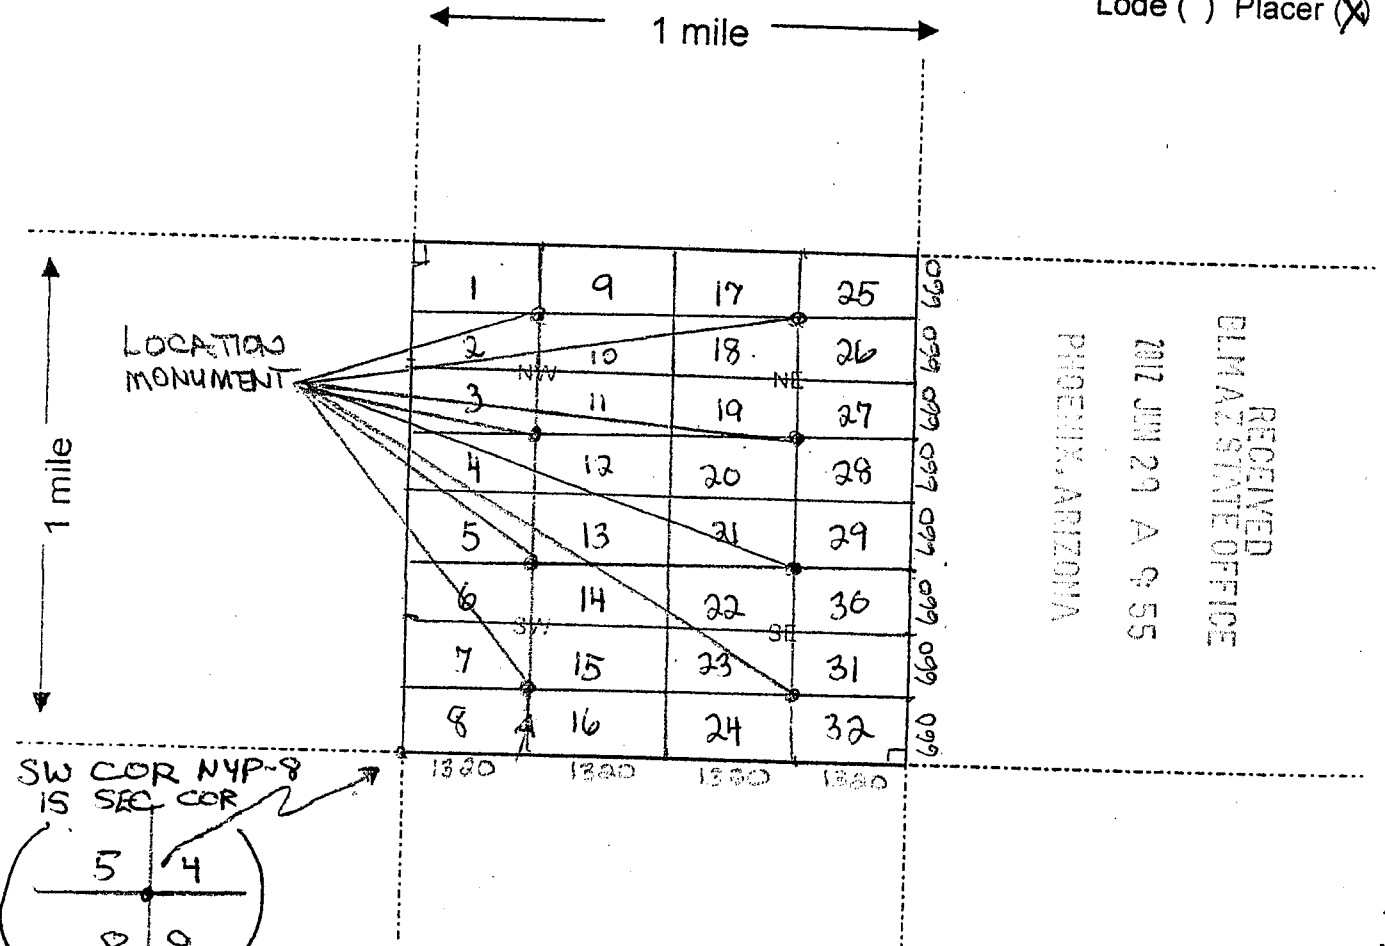 Lode ( ) Placer (X)
1 mile
1 mile
LOCATION
MONUMENT
1 9 17 25
2 10 18 26
NW NE
3 11 19 27
4 12 20 28
5 13 21 29
6 14 22 30
SW SE
7 15 23 31
8 16 24 32
660
660
660
660
660
660
660
660
1320 1320 1320 1320
SW COR NYP-8
IS SEC COR
5 4
8 9
RECEIVED
BLM AZ STATE OFFICE
2012 JUN 29 A 9:55
PHOENIX, ARIZONA